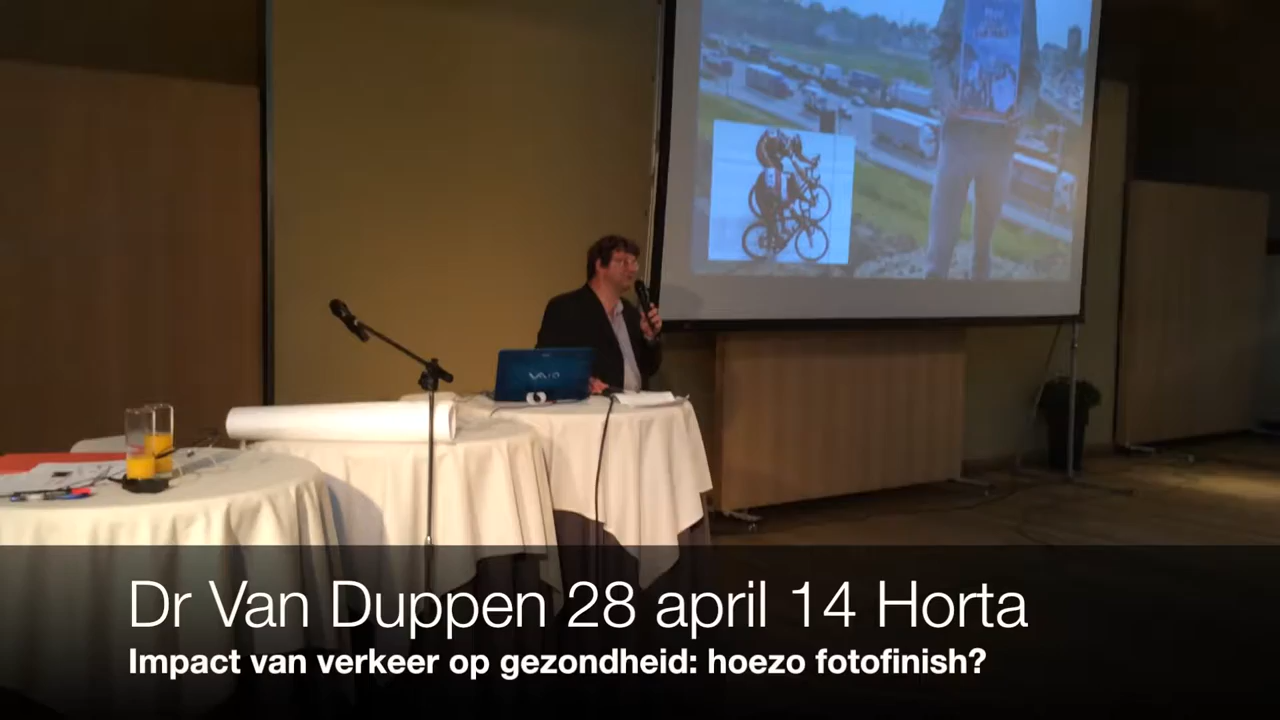 VAIO
Dr Van Duppen 28 april 14 Horta
Impact van verkeer op gezondheid: hoezo fotofinish?